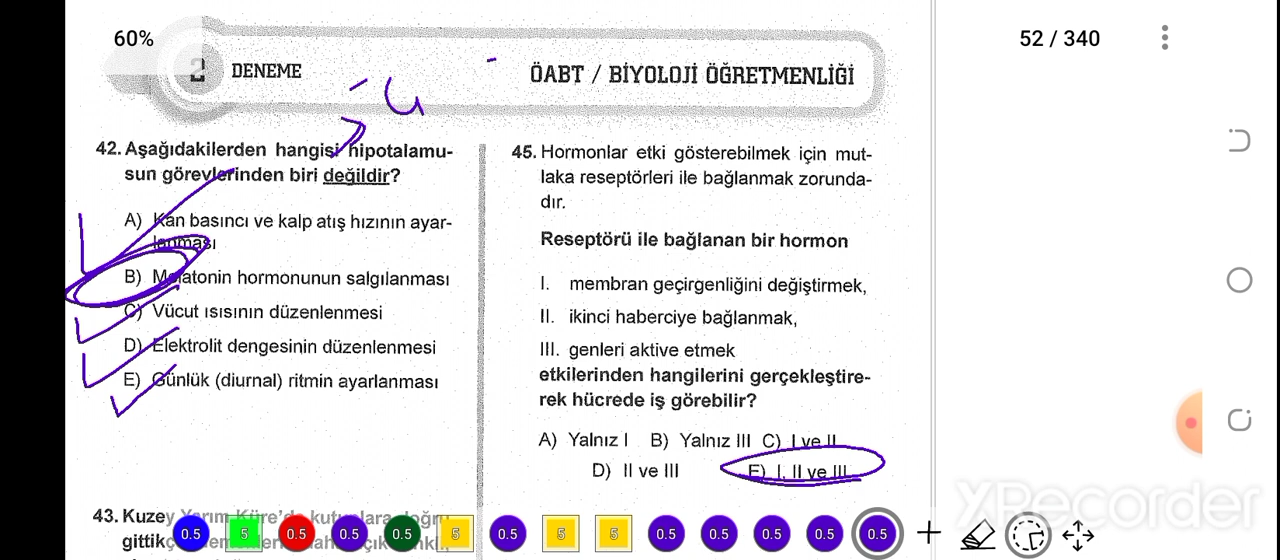 60%
52 / 340
2
DENEME
ÖABT / BİYOLOJİ ÖĞRETMENLİĞİ
42. Aşağıdakilerden hangisi hipotalamu-
sun görevlerinden biri değildir?
A) Kan basıncı ve kalp atış hızının ayar-
lanması
B) Melatonin hormonunun salgılanması
C) Vücut ısısının düzenlenmesi
D) Elektrolit dengesinin düzenlenmesi
E) Günlük (diurnal) ritmin ayarlanması
43. Kuzey Yarım Küre'de kutuplara doğru
gittikçe
45. Hormonlar etki gösterebilmek için mut-
laka reseptörleri ile bağlanmak zorunda-
dır.
Reseptörü ile bağlanan bir hormon
I. membran geçirgenliğini değiştirmek,
II. ikinci haberciye bağlanmak,
III. genleri aktive etmek
etkilerinden hangilerini gerçekleştire-
rek hücrede iş görebilir?
A) Yalnız I B) Yalnız III C) I ve II
D) II ve III E) I, II ve III
0.5 5 0.5 0.5 0.5 5 0.5 5 5 0.5 0.5 0.5 0.5 0.5
XRecorder